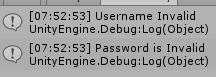 [07:52:53] Username Invalid
UnityEngine.Debug:Log(Object)
[07:52:53] Password is Invalid
UnityEngine.Debug:Log(Object)